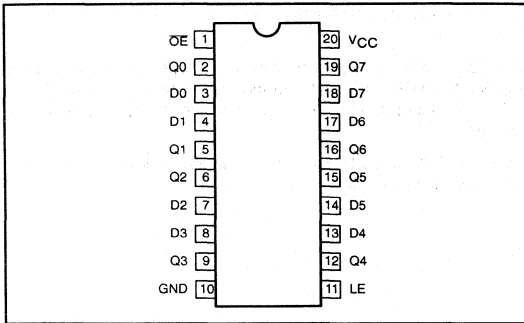 O̅E̅ 1 20 VCC
Q0 2 19 Q7
D0 3 18 D7
D1 4 17 D6
Q1 5 16 Q6
Q2 6 15 Q5
D2 7 14 D5
D3 8 13 D4
Q3 9 12 Q4
GND 10 11 LE